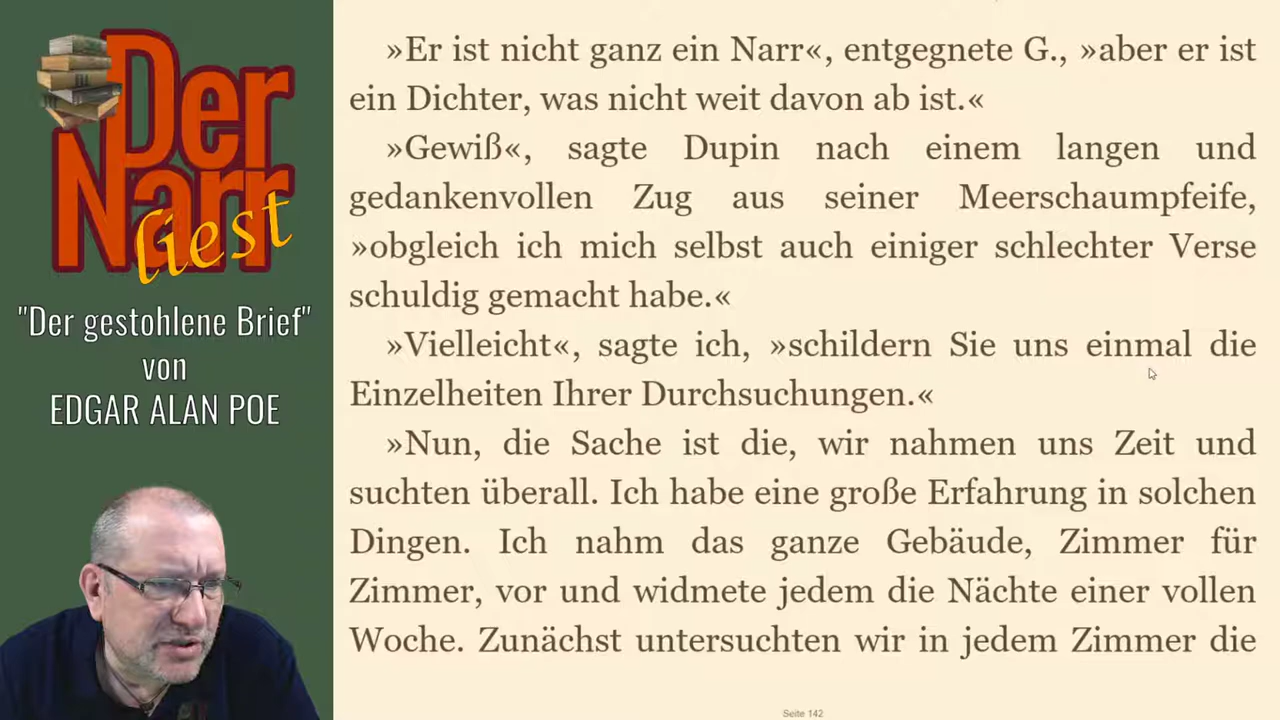 Der
Narr
liest
"Der gestohlene Brief"
von
EDGAR ALAN POE
»Er ist nicht ganz ein Narr«, entgegnete G., »aber er ist
ein Dichter, was nicht weit davon ab ist.«
»Gewiß«, sagte Dupin nach einem langen und
gedankenvollen Zug aus seiner Meerschaumpfeife,
»obgleich ich mich selbst auch einiger schlechter Verse
schuldig gemacht habe.«
»Vielleicht«, sagte ich, »schildern Sie uns einmal die
Einzelheiten Ihrer Durchsuchungen.«
»Nun, die Sache ist die, wir nahmen uns Zeit und
suchten überall. Ich habe eine große Erfahrung in solchen
Dingen. Ich nahm das ganze Gebäude, Zimmer für
Zimmer, vor und widmete jedem die Nächte einer vollen
Woche. Zunächst untersuchten wir in jedem Zimmer die
Seite 142